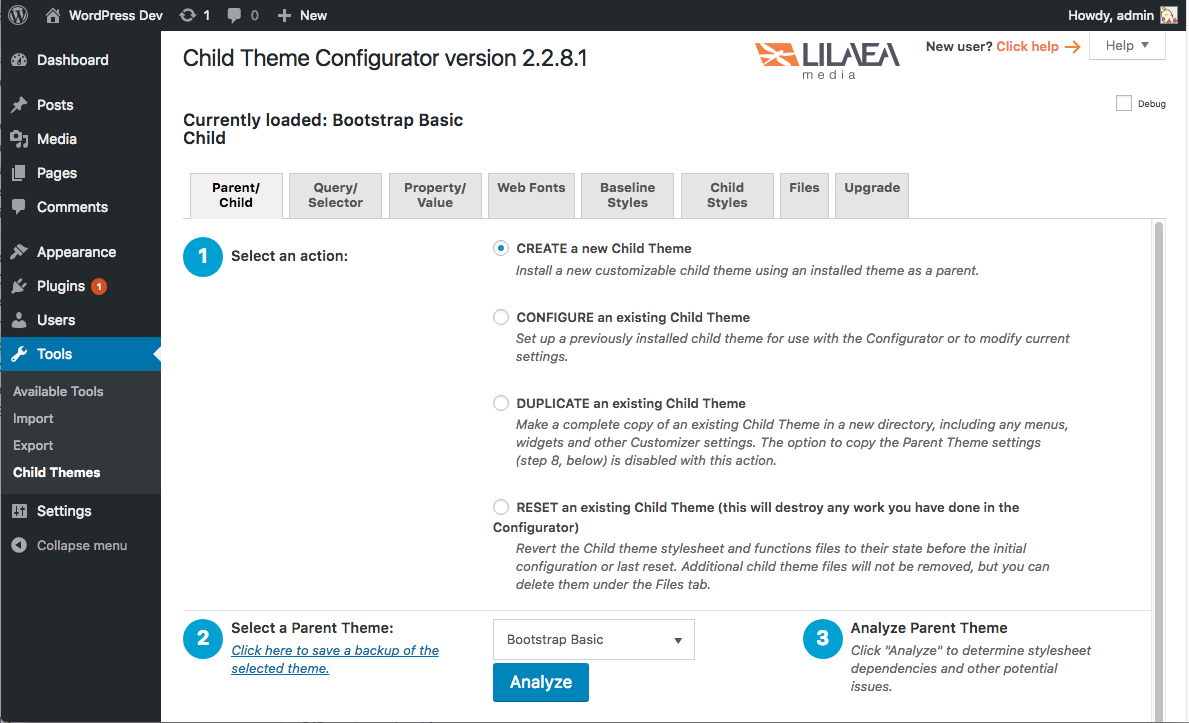 WordPress Dev 1 0 New Howdy, admin
Dashboard
Posts
Media
Pages
Comments
Appearance
Plugins 1
Users
Tools
Available Tools
Import
Export
Child Themes
Settings
Collapse menu
Child Theme Configurator version 2.2.8.1
LILAEA
media
New user? Click help
Help
Debug
Currently loaded: Bootstrap Basic
Child
Parent/
Child
Query/
Selector
Property/
Value
Web Fonts
Baseline
Styles
Child
Styles
Files
Upgrade
1 Select an action:
CREATE a new Child Theme
Install a new customizable child theme using an installed theme as a parent.
CONFIGURE an existing Child Theme
Set up a previously installed child theme for use with the Configurator or to modify current
settings.
DUPLICATE an existing Child Theme
Make a complete copy of an existing Child Theme in a new directory, including any menus,
widgets and other Customizer settings. The option to copy the Parent Theme settings
(step 8, below) is disabled with this action.
RESET an existing Child Theme (this will destroy any work you have done in the
Configurator)
Revert the Child theme stylesheet and functions files to their state before the initial
configuration or last reset. Additional child theme files will not be removed, but you can
delete them under the Files tab.
2 Select a Parent Theme:
Click here to save a backup of the
selected theme.
Bootstrap Basic
Analyze
3 Analyze Parent Theme
Click "Analyze" to determine stylesheet
dependencies and other potential
issues.